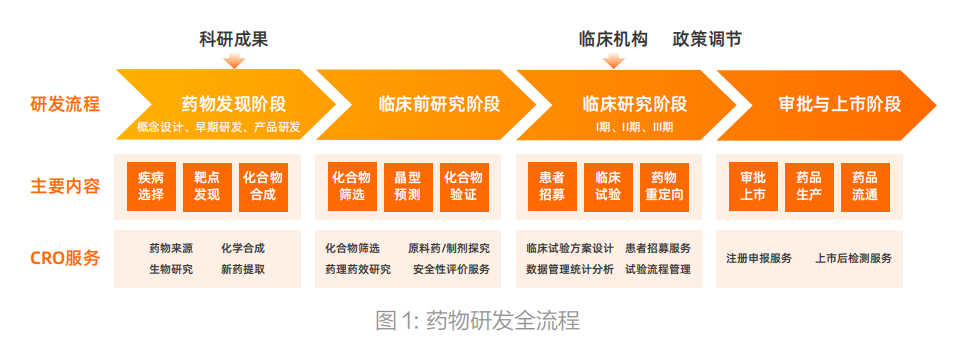 科研成果
临床机构 政策调节
研发流程
药物发现阶段
概念设计、早期研发、产品研发
临床前研究阶段
临床研究阶段
I期、II期、III期
审批与上市阶段
主要内容
疾病
选择
靶点
发现
化合物
合成
化合物
筛选
晶型
预测
化合物
验证
患者
招募
临床
试验
药物
重定向
审批
上市
药品
生产
药品
流通
CRO服务
药物来源 化学合成
生物研究 新药提取
化合物筛选 原料药/制剂探究
药理药效研究 安全性评价服务
临床试验方案设计 患者招募服务
数据管理统计分析 试验流程管理
注册申报服务 上市后检测服务
图 1: 药物研发全流程